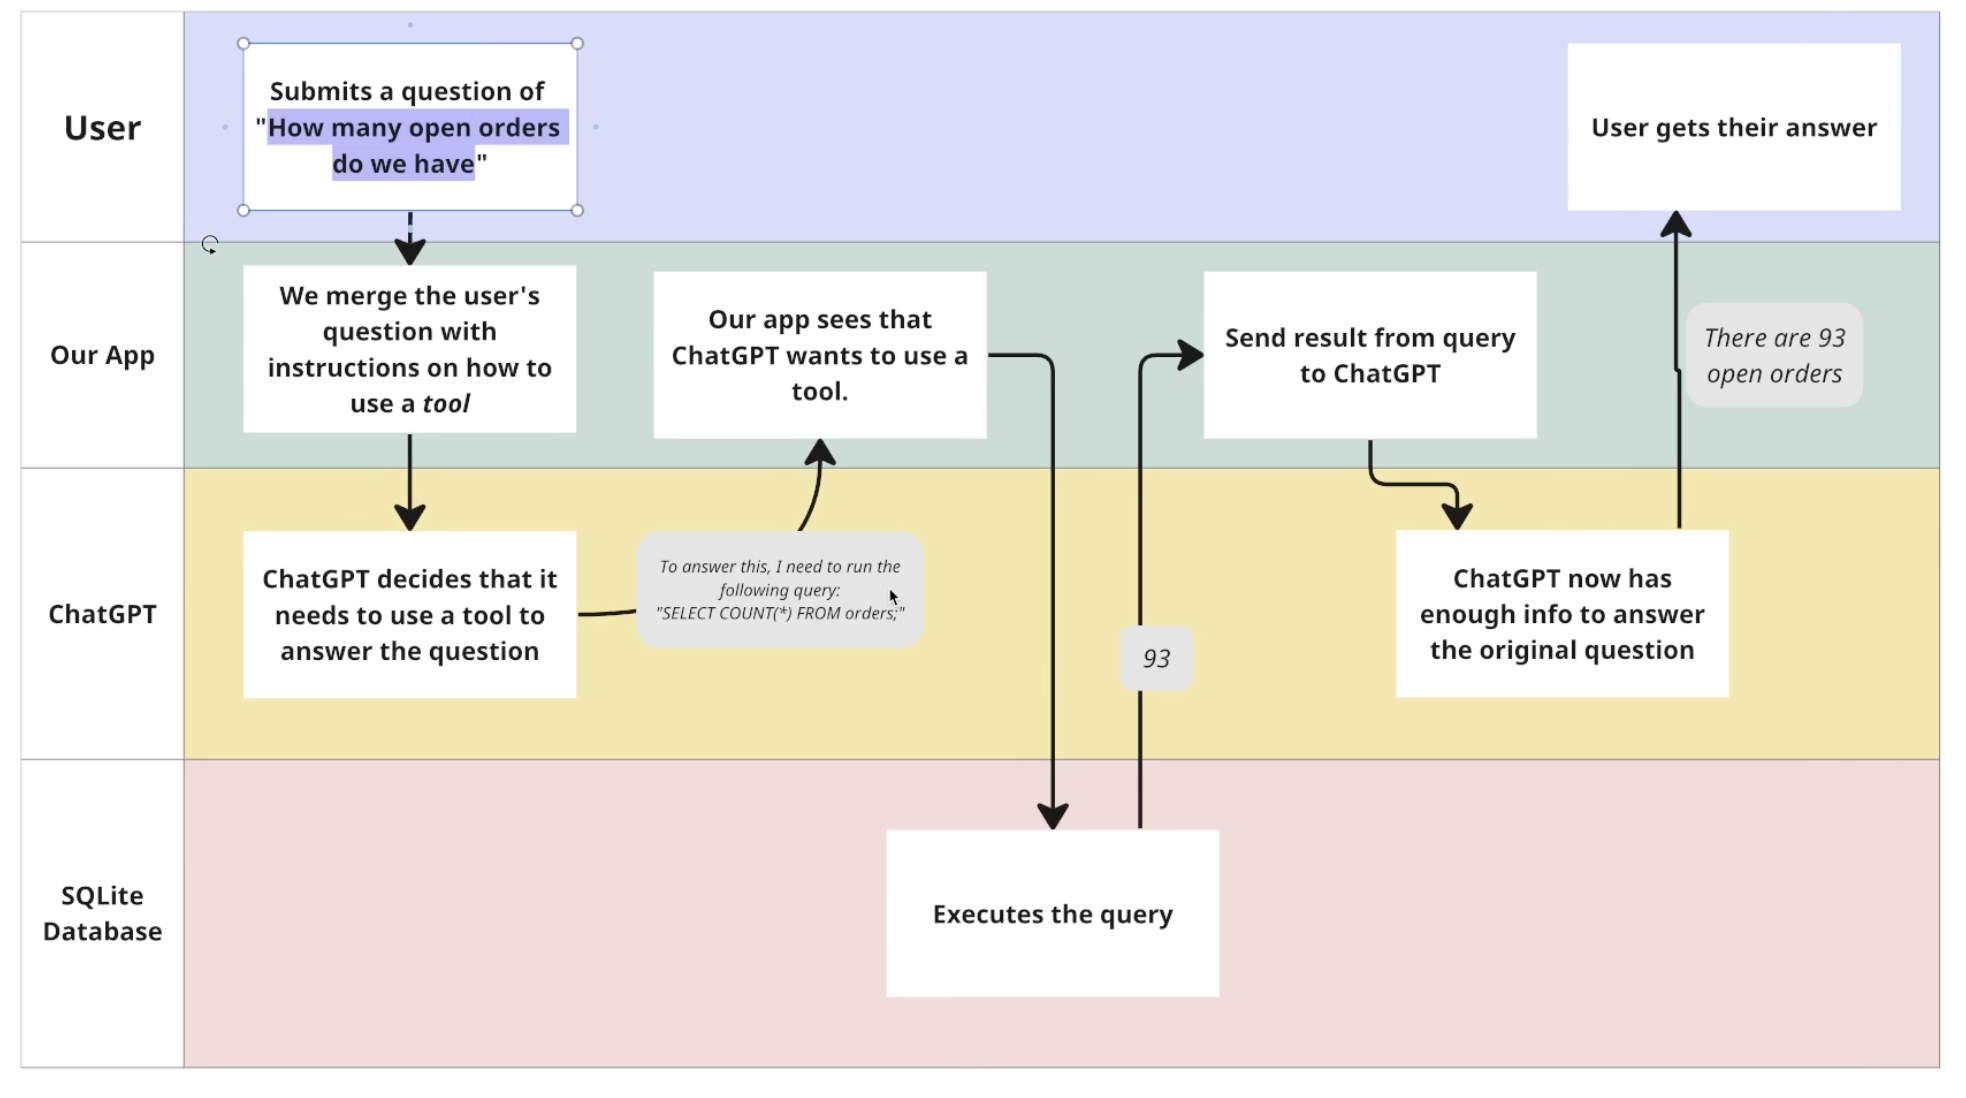 User
Submits a question of
"How many open orders
do we have"
User gets their answer
Our App
We merge the user's
question with
instructions on how to
use a tool
Our app sees that
ChatGPT wants to use a
tool.
Send result from query
to ChatGPT
There are 93
open orders
ChatGPT
ChatGPT decides that it
needs to use a tool to
answer the question
To answer this, I need to run the
following query:
"SELECT COUNT(*) FROM orders;"
93
ChatGPT now has
enough info to answer
the original question
SQLite
Database
Executes the query